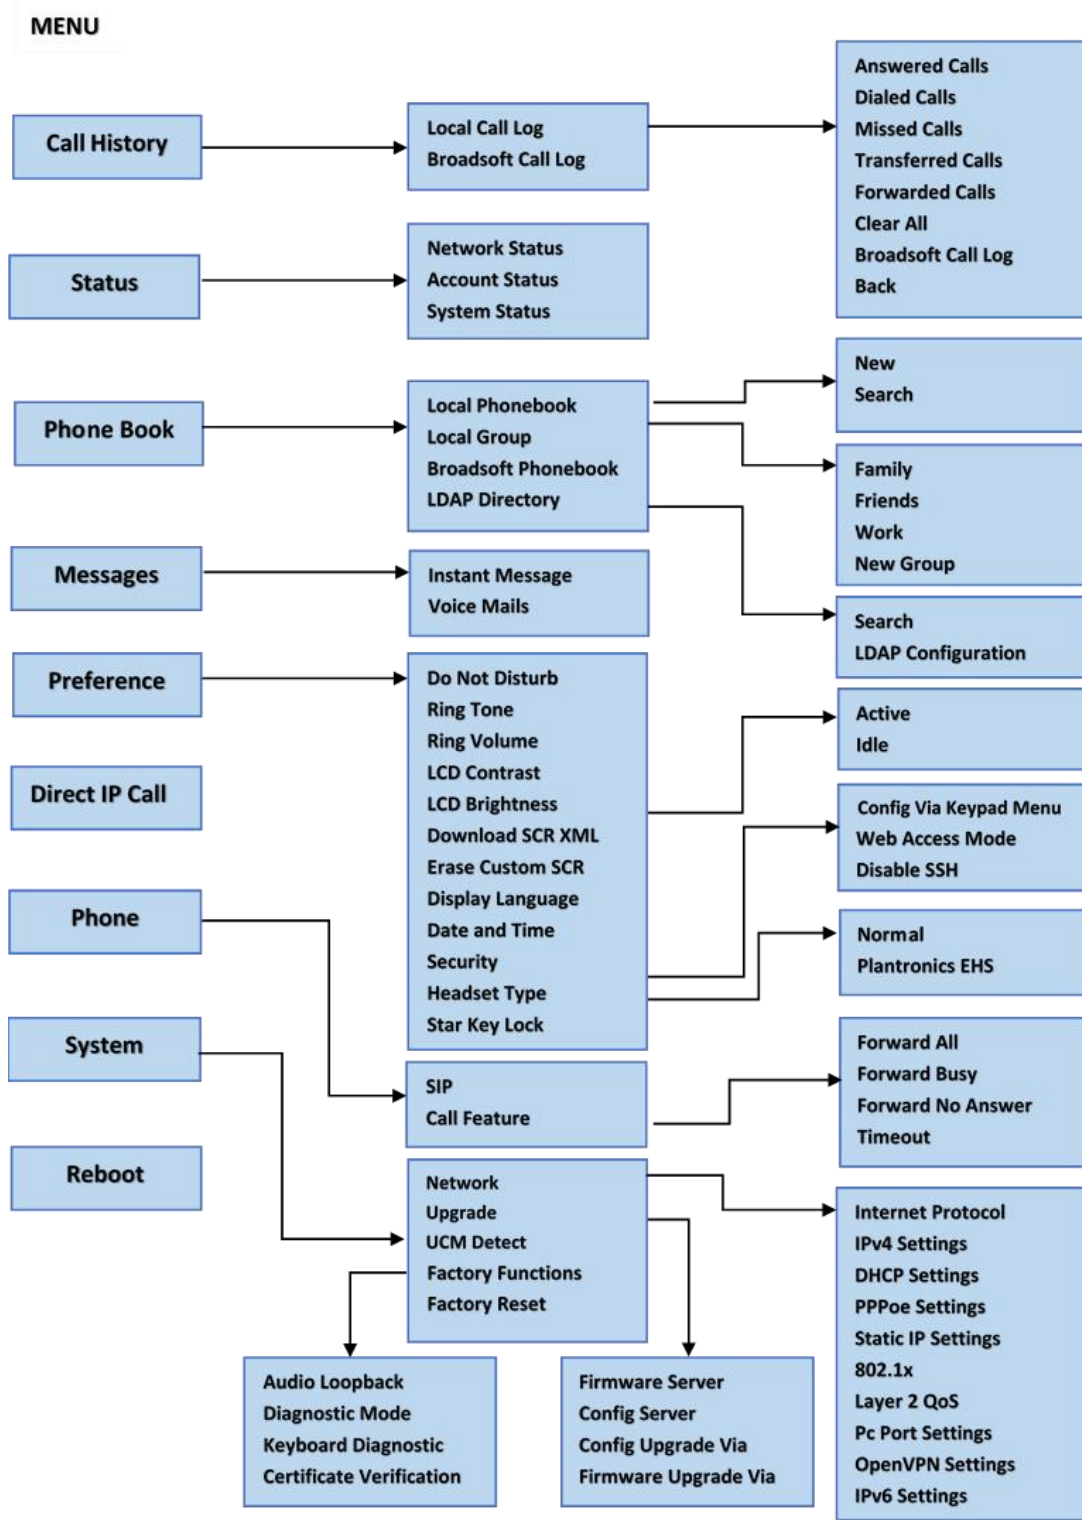 MENU
Call History
Local Call Log
Broadsoft Call Log
Answered Calls
Dialed Calls
Missed Calls
Transferred Calls
Forwarded Calls
Clear All
Broadsoft Call Log
Back
Status
Network Status
Account Status
System Status
Phone Book
Local Phonebook
Local Group
Broadsoft Phonebook
LDAP Directory
New
Search
Family
Friends
Work
New Group
Search
LDAP Configuration
Messages
Instant Message
Voice Mails
Preference
Do Not Disturb
Ring Tone
Ring Volume
LCD Contrast
LCD Brightness
Download SCR XML
Erase Custom SCR
Display Language
Date and Time
Security
Headset Type
Star Key Lock
Active
Idle
Config Via Keypad Menu
Web Access Mode
Disable SSH
Normal
Plantronics EHS
Direct IP Call
Phone
SIP
Call Feature
Forward All
Forward Busy
Forward No Answer
Timeout
System
Network
Upgrade
UCM Detect
Factory Functions
Factory Reset
Internet Protocol
IPv4 Settings
DHCP Settings
PPPoe Settings
Static IP Settings
802.1x
Layer 2 QoS
Pc Port Settings
OpenVPN Settings
IPv6 Settings
Reboot
Audio Loopback
Diagnostic Mode
Keyboard Diagnostic
Certificate Verification
Firmware Server
Config Server
Config Upgrade Via
Firmware Upgrade Via